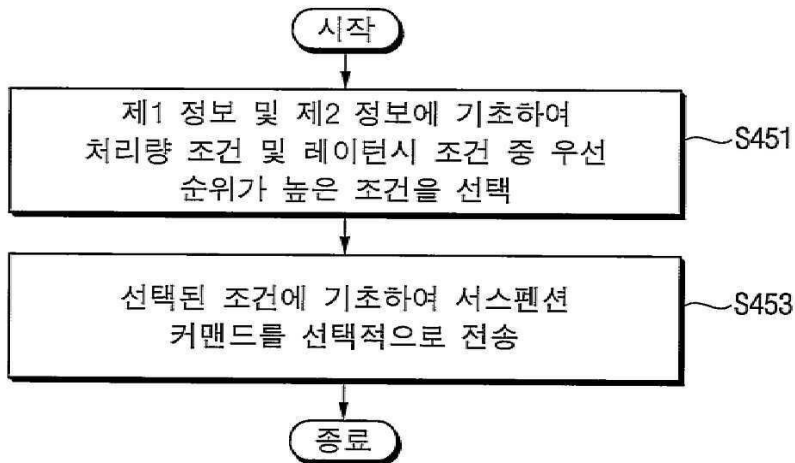 시작
제1 정보 및 제2 정보에 기초하여
처리량 조건 및 레이턴시 조건 중 우선
순위가 높은 조건을 선택
S451
선택된 조건에 기초하여 서스펜션
커맨드를 선택적으로 전송
S453
종료